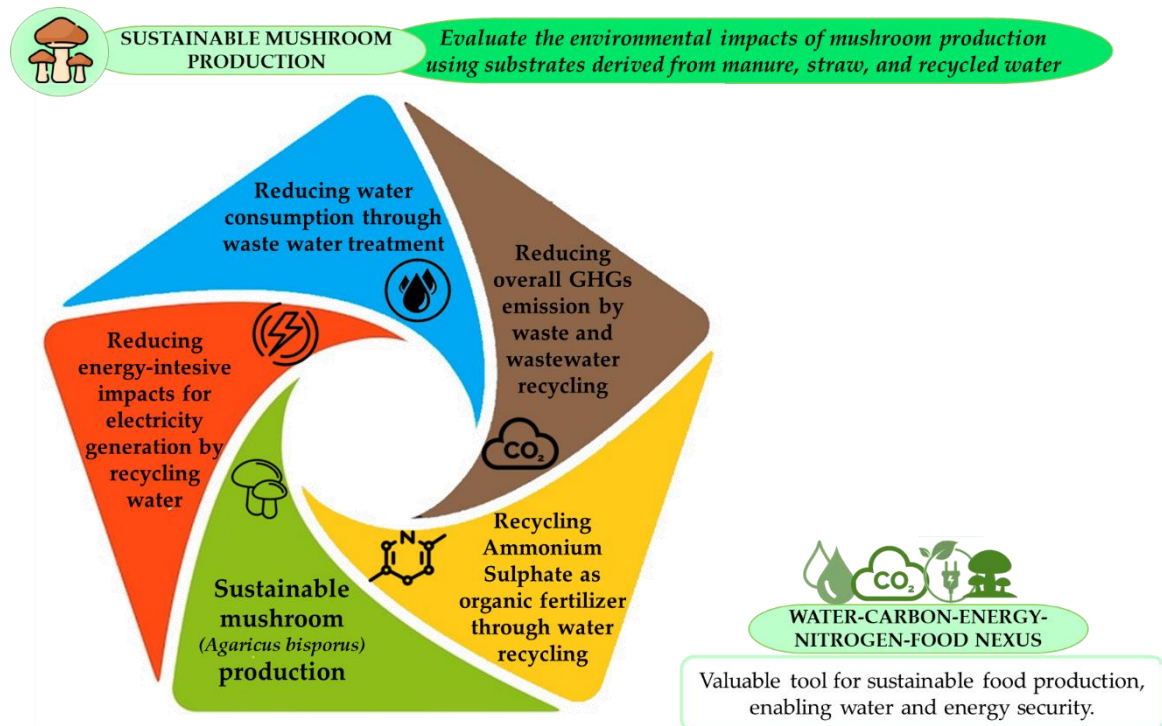 SUSTAINABLE MUSHROOM
PRODUCTION
Evaluate the environmental impacts of mushroom production
using substrates derived from manure, straw, and recycled water
Reducing water
consumption through
waste water treatment
Reducing
overall GHGs
emission by
waste and
wastewater
recycling
CO₂
Reducing
energy-intesive
impacts for
electricity
generation by
recycling
water
N
Recycling
Ammonium
Sulphate as
organic fertilizer
through water
recycling
Sustainable
mushroom
(Agaricus bisporus)
production
CO₂
WATER-CARBON-ENERGY-
NITROGEN-FOOD NEXUS
Valuable tool for sustainable food production,
enabling water and energy security.